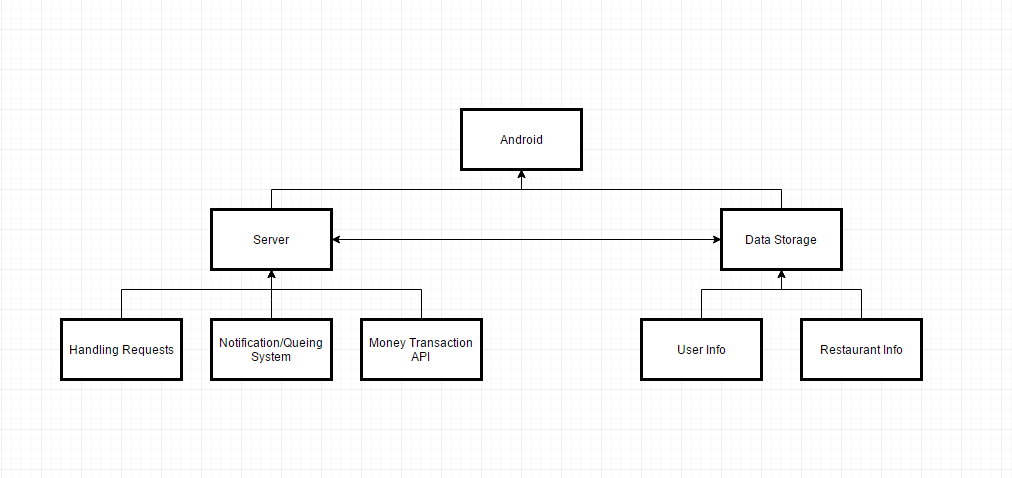 Android
Server
Data Storage
Handling Requests
Notification/Queing
System
Money Transaction
API
User Info
Restaurant Info